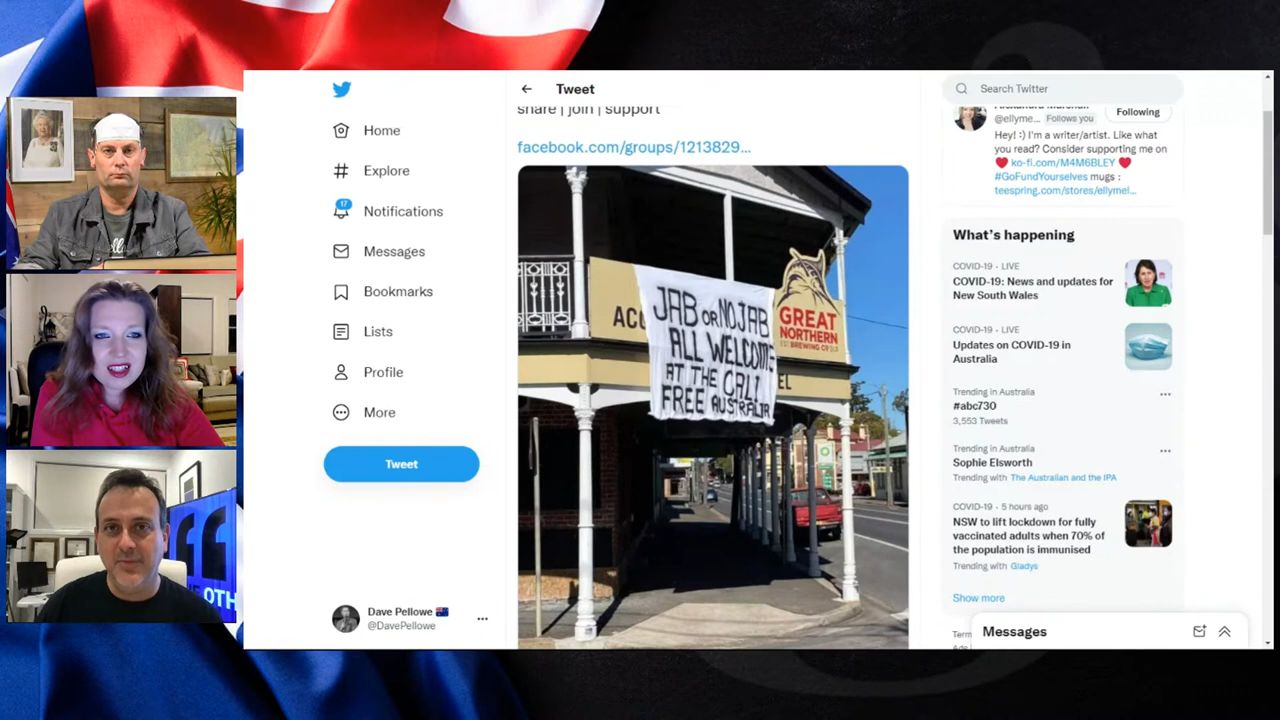 Tweet
Search Twitter
share | join | support
facebook.com/groups/1213829...
Home
Explore
17
Notifications
Messages
Bookmarks
Lists
Profile
More
Tweet
Dave Pellowe
@DavePellowe
JAB OR NO JAB
ALL WELCOME
AT THE CALI
FREE AUSTRALIA
GREAT
NORTHERN
BREWING CO
EL
@ellyme... Follows you
Following
Hey! :) I'm a writer/artist. Like what
you read? Consider supporting me on
❤️ ko-fi.com/M4M6BLEY ❤️
#GoFundYourselves mugs :
teespring.com/stores/ellymel...
What's happening
COVID-19 · LIVE
COVID-19: News and updates for
New South Wales
COVID-19 · LIVE
Updates on COVID-19 in
Australia
Trending in Australia
#abc730
3,553 Tweets
Trending in Australia
Sophie Elsworth
Trending with The Australian and the IPA
COVID-19 · 5 hours ago
NSW to lift lockdown for fully
vaccinated adults when 70% of
the population is immunised
Trending with Gladys
Show more
Messages